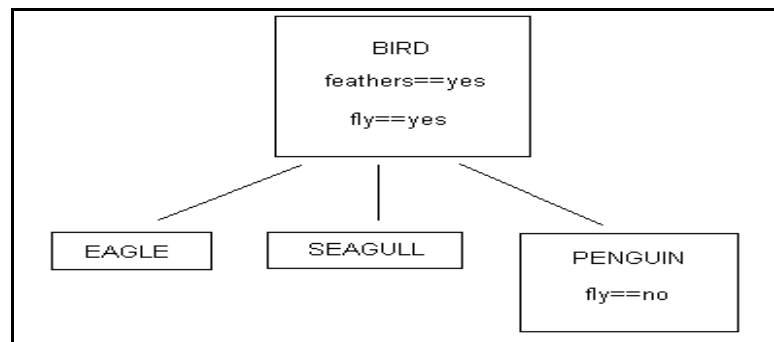 BIRD
feathers==yes
fly==yes
EAGLE
SEAGULL
PENGUIN
fly==no